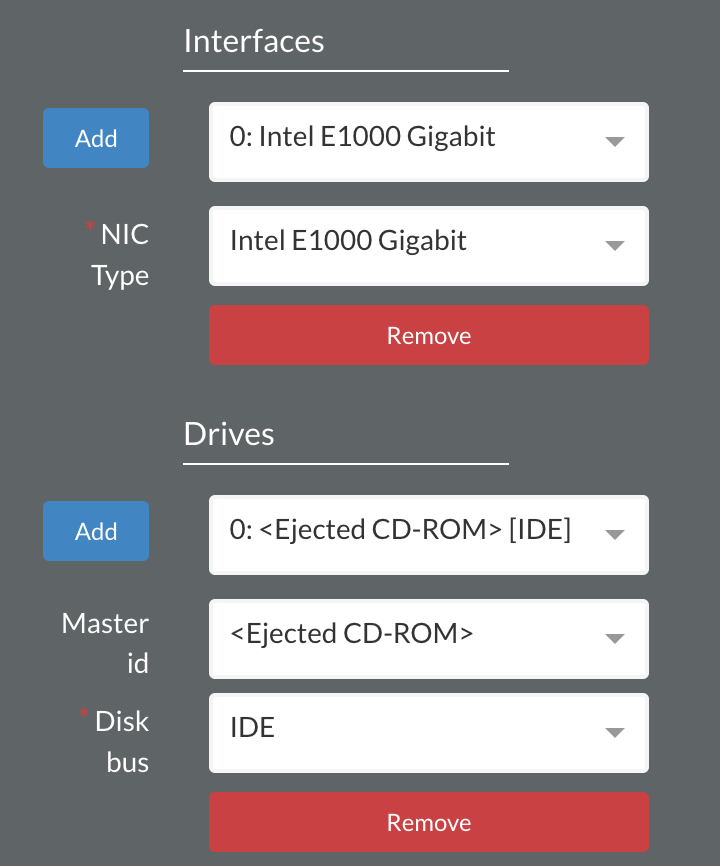 Interfaces
Add
0: Intel E1000 Gigabit
* NIC
Type
Intel E1000 Gigabit
Remove
Drives
Add
0: <Ejected CD-ROM> [IDE]
Master
id
<Ejected CD-ROM>
* Disk
bus
IDE
Remove